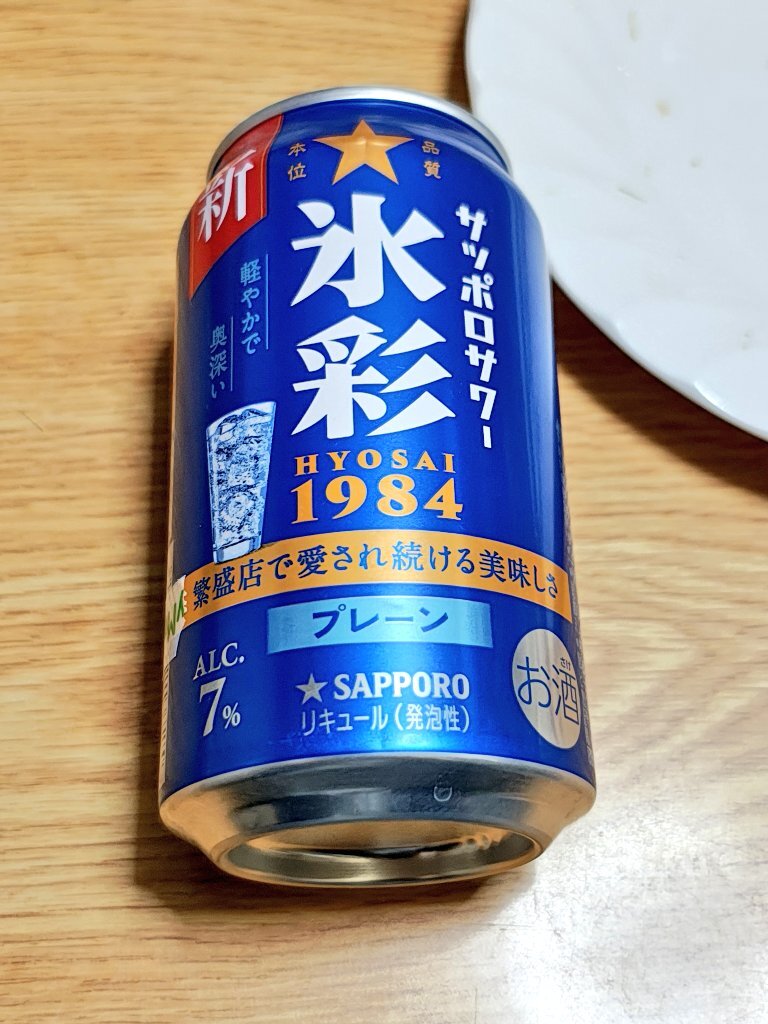 新
本位
品質
サッポロサワー
氷彩
HYOSAI
1984
軽やかで
奥深い
繁盛店で愛され続ける美味しさ
プレーン
ALC.
7%
SAPPORO
リキュール(発泡性)
さけ
お酒